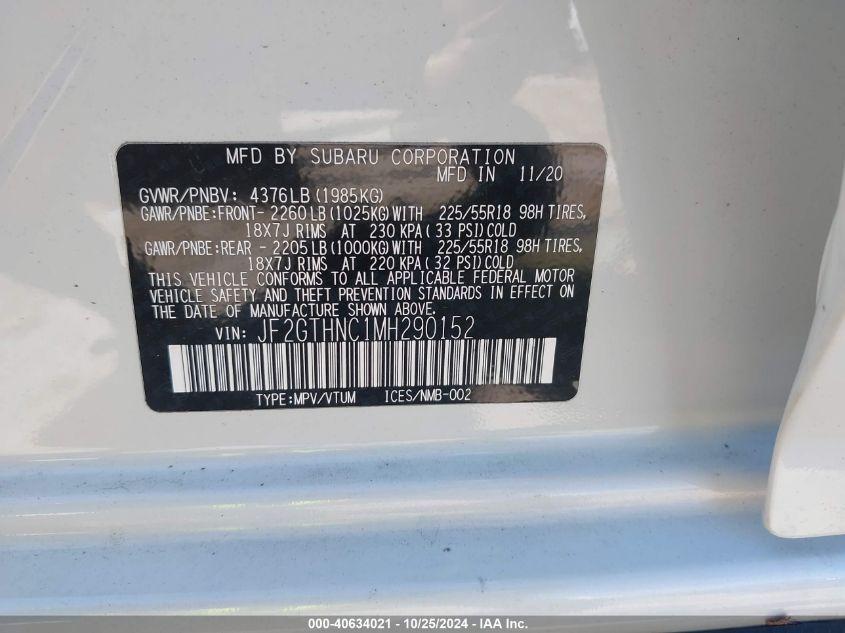 MFD BY SUBARU CORPORATION
MFD IN 11/20
GVWR/PNBV: 4376LB (1985KG)
GAWR/PNBE:FRONT- 2260LB (1025KG) WITH 225/55R18 98H TIRES,
18X7J RIMS AT 230 KPA ( 33 PSI) COLD
GAWR/PNBE:REAR - 2205LB (1000KG) WITH 225/55R18 98H TIRES,
18X7J RIMS AT 220 KPA ( 32 PSI) COLD
THIS VEHICLE CONFORMS TO ALL APPLICABLE FEDERAL MOTOR
VEHICLE SAFETY AND THEFT PREVENTION STANDARDS IN EFFECT ON
THE DATE OF MANUFACTURE SHOWN ABOVE.
VIN: JF2GTHNC1MH290152
TYPE:MPV/VTUM ICES/NMB-002
000-40634021 - 10/25/2024 - IAA Inc.